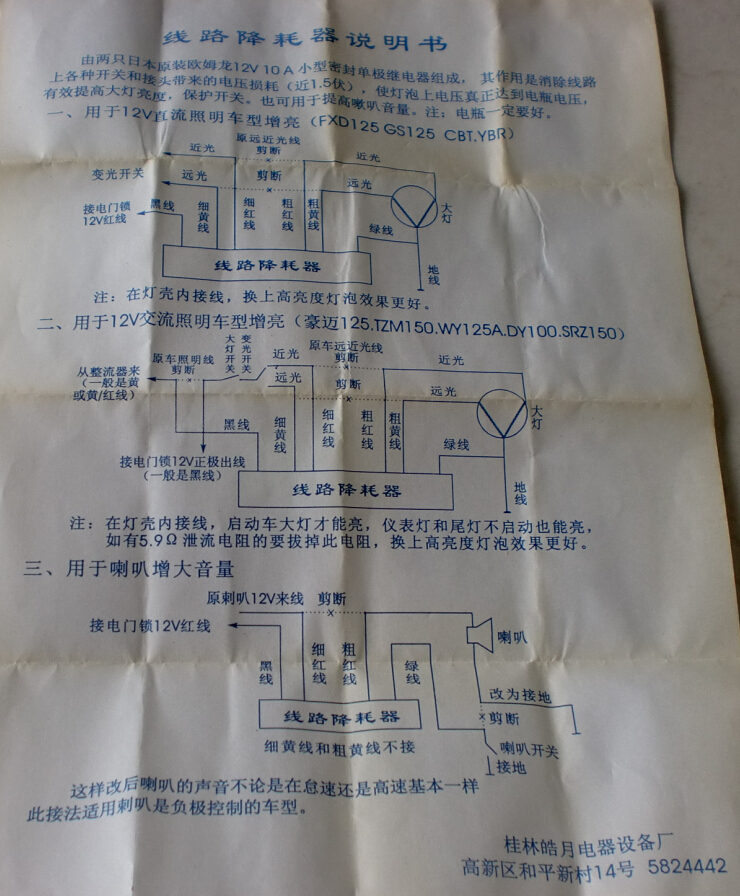 线路降耗器说明书
由两只日本原装欧姆龙12V 10A小型密封单极继电器组成，其作用是消除线路
上各种开关和接头带来的电压损耗（近1.5伏），使灯泡上电压真正达到电瓶电压，
有效提高大灯亮度，保护开关。也可用于提高喇叭音量。注：电瓶一定要好。
一、用于12V直流照明车型增亮（FXD125 GS125 CBT.YBR）
原远近光线
近光 剪断 近光
变光开关 远光 剪断 远光
接电门锁
12V红线
黑线
细黄线
细红线
粗红线
粗黄线
绿线
大灯
地线
线路降耗器
注：在灯壳内接线，换上高亮度灯泡效果更好。
二、用于12V交流照明车型增亮（豪迈125.TZM150.WY125A.DY100.SRZ150）
原车照明线
剪断
大灯开关
变光开关
近光
原车远近光线
剪断
近光
从整流器来
（一般是黄
或黄/红线）
远光 剪断 远光
黑线
细黄线
细红线
粗红线
粗黄线
绿线
大灯
地线
接电门锁12V正极出线
（一般是黑线）
线路降耗器
注：在灯壳内接线，启动车大灯才能亮，仪表灯和尾灯不启动也能亮，
如有5.9Ω泄流电阻的要拔掉此电阻，换上高亮度灯泡效果更好。
三、用于喇叭增大音量
原喇叭12V来线 剪断
接电门锁12V红线
喇叭
黑线
细红线
粗红线
绿线
改为接地
剪断
线路降耗器
喇叭开关
接地
细黄线和粗黄线不接
这样改后喇叭的声音不论是在怠速还是高速基本一样
此接法适用喇叭是负极控制的车型。
桂林皓月电器设备厂
高新区和平新村14号 5824442